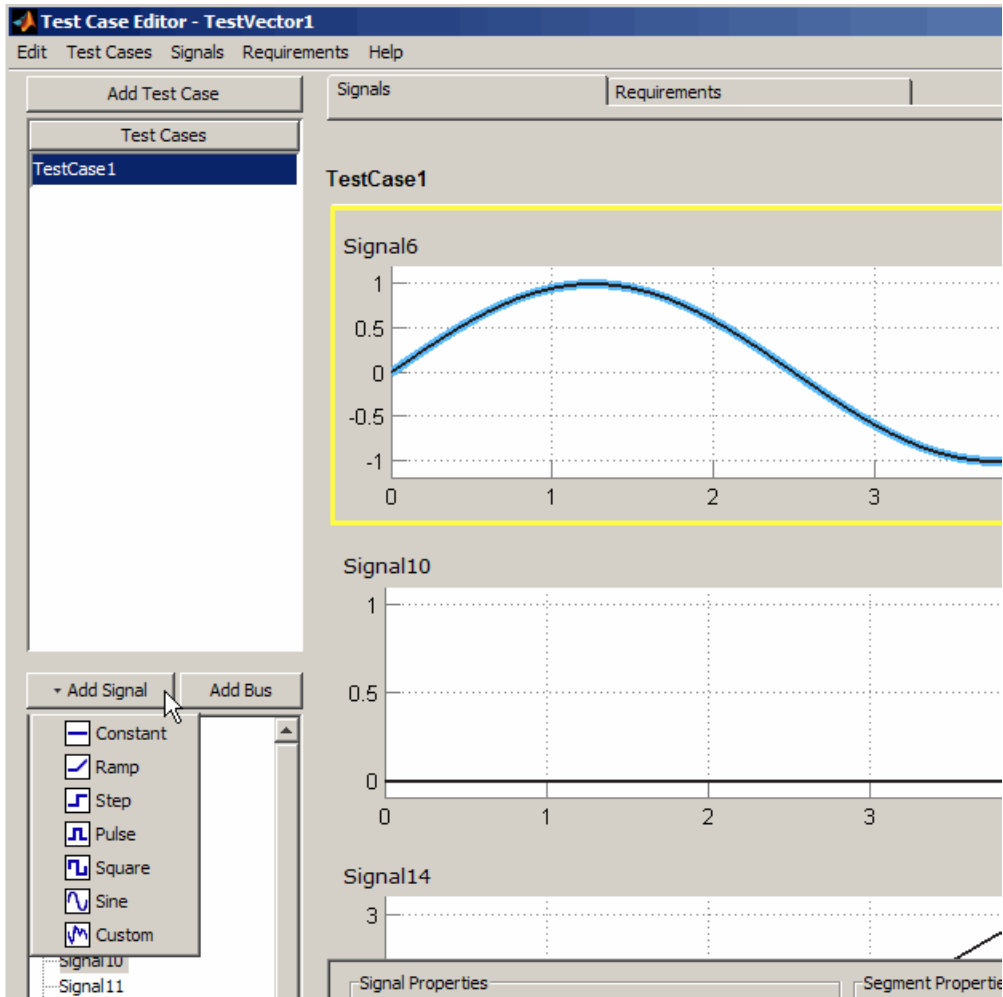 Test Case Editor - TestVector1
Edit Test Cases Signals Requirements Help
Add Test Case
Test Cases
TestCase1
Add Signal
Add Bus
Constant
Ramp
Step
Pulse
Square
Sine
Custom
Signal10
Signal11
Signals
Requirements
TestCase1
Signal6
1
0.5
0
-0.5
-1
0 1 2 3
Signal10
1
0.5
0
0 1 2 3
Signal14
3
Signal Properties